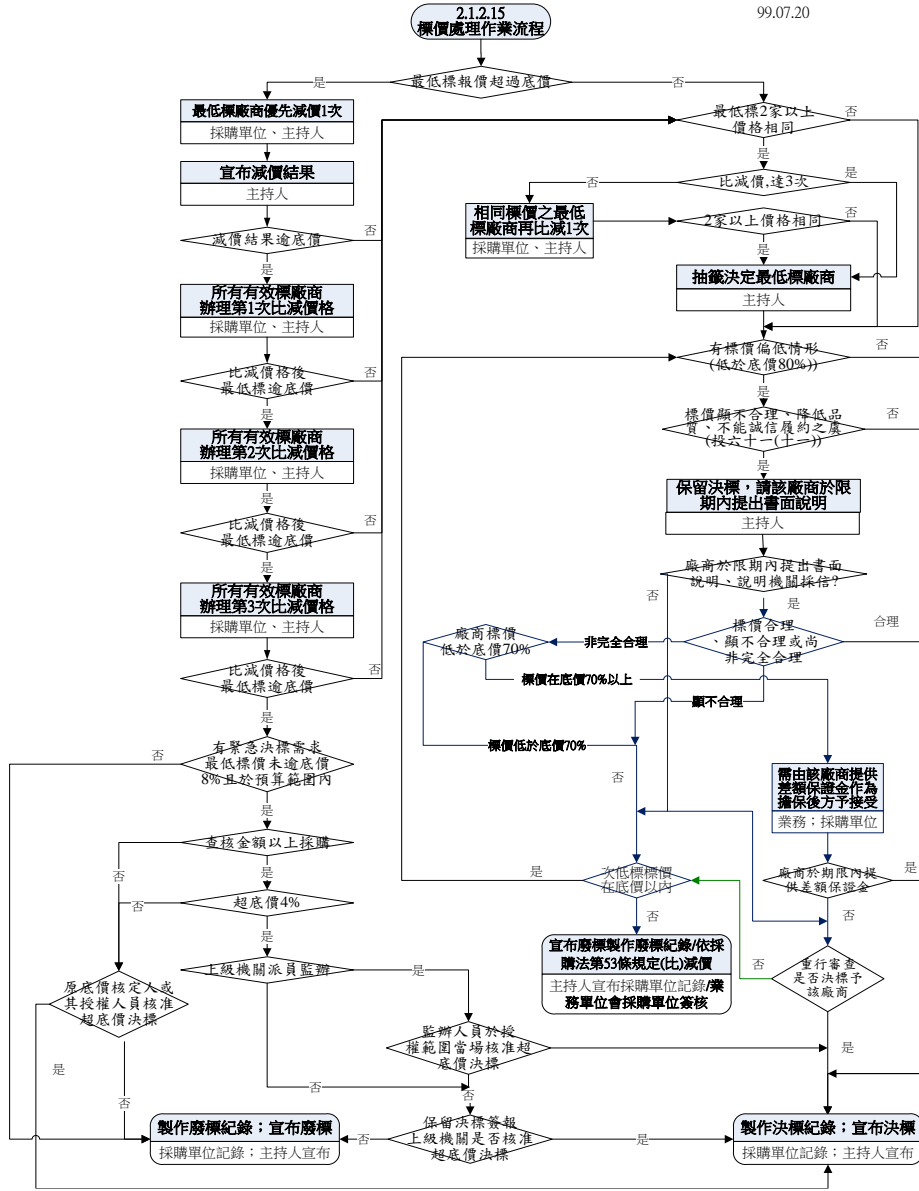 2.1.2.15
標價處理作業流程
99.07.20
最低標報價超過底價
是
否
最低標廠商優先減價1次
採購單位、主持人
宣布減價結果
主持人
減價結果逾底價
否
是
所有有效標廠商
辦理第1次比減價格
採購單位、主持人
比減價格後
最低標逾底價
否
是
所有有效標廠商
辦理第2次比減價格
採購單位、主持人
比減價格後
最低標逾底價
否
是
所有有效標廠商
辦理第3次比減價格
採購單位、主持人
比減價格後
最低標逾底價
否
是
有緊急決標需求
最低標價未逾底價
8%且於預算範圍內
否
是
查核金額以上採購
否
是
超底價4%
否
是
上級機關派員監辦
是
否
原底價核定人或
其授權人員核准
超底價決標
是
否
監辦人員於授
權範圍當場核准超
底價決標
是
否
保留決標簽報
上級機關是否核准
超底價決標
否
是
製作廢標紀錄；宣布廢標
採購單位記錄；主持人宣布
最低標2家以上
價格相同
否
是
比減價,達3次
否
是
相同標價之最低
標廠商再比減1次
採購單位、主持人
2家以上價格相同
否
是
抽籤決定最低標廠商
主持人
有標價偏低情形
(低於底價80%))
否
是
標價顯不合理、降低品
質、不能誠信履約之虞
(投六十一(十一))
否
是
保留決標，請該廠商於限
期內提出書面說明
主持人
廠商於限期內提出書面
說明、說明機關採信?
否
是
標價合理
、顯不合理或尚
非完全合理
合理
非完全合理
顯不合理
廠商標價
低於底價70%
標價在底價70%以上
標價低於底價70%
否
需由該廠商提供
差額保證金作為
擔保後方予接受
業務；採購單位
廠商於期限內提
供差額保證金
是
否
次低標標價
在底價以內
是
否
宣布廢標製作廢標紀錄/依採
購法第53條規定(比)減價
主持人宣布採購單位記錄/業
務單位會採購單位簽核
重行審查
是否決標予
該廠商
否
是
製作決標紀錄；宣布決標
採購單位記錄；主持人宣布